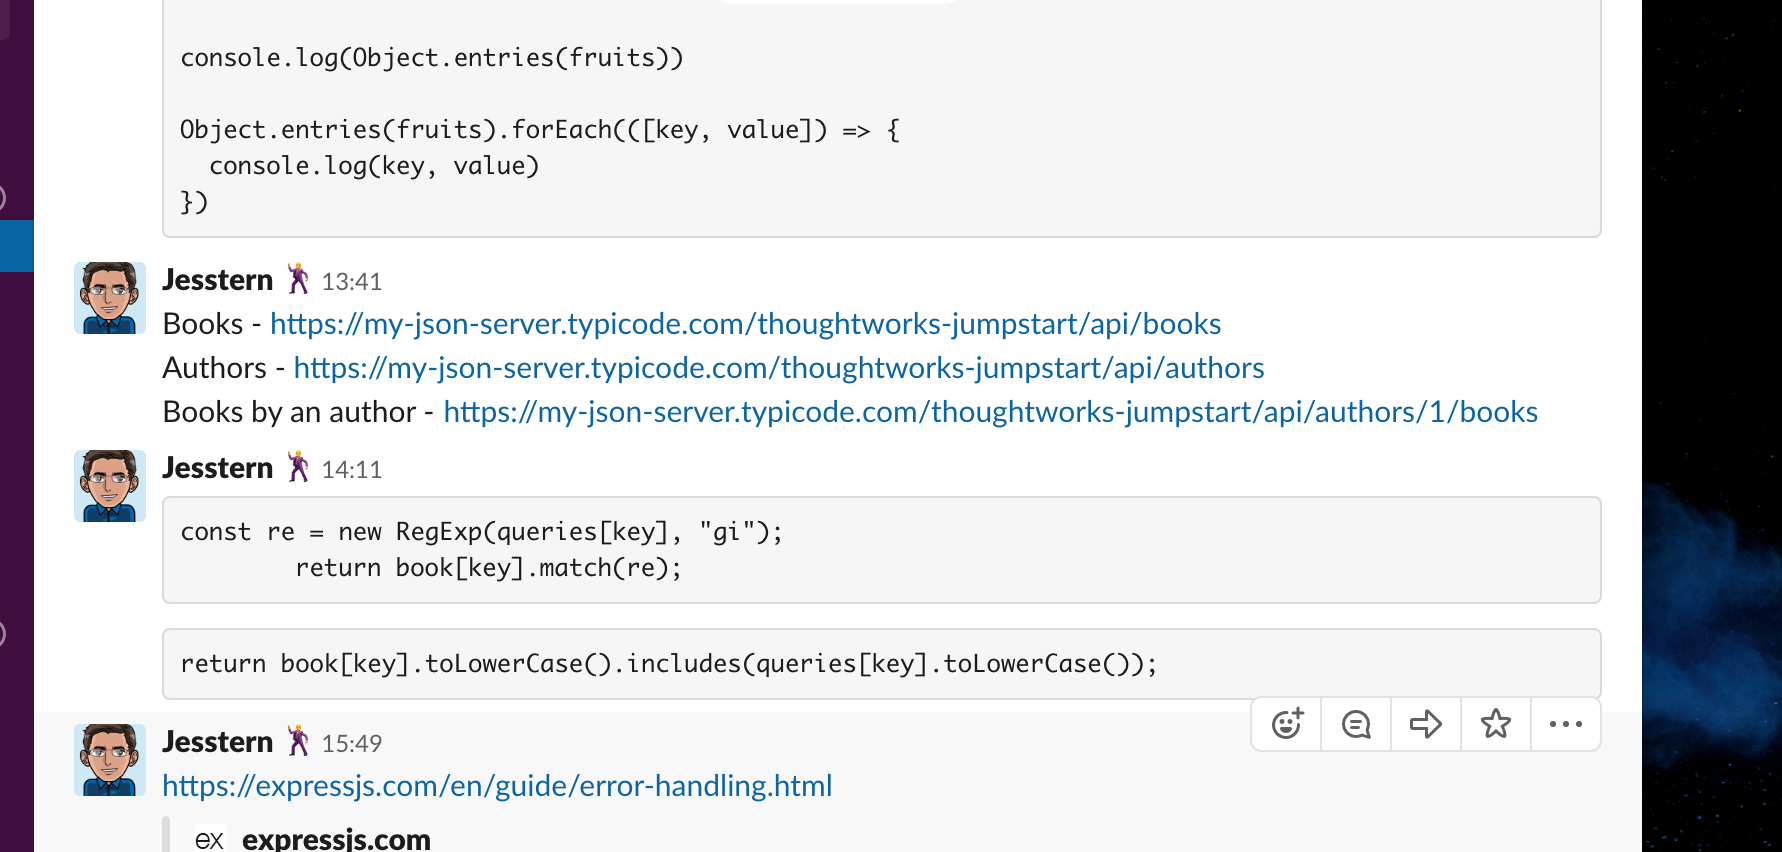 console.log(Object.entries(fruits))
Object.entries(fruits).forEach(([key, value]) => {
  console.log(key, value)
})
Jesstern 13:41
Books - https://my-json-server.typicode.com/thoughtworks-jumpstart/api/books
Authors - https://my-json-server.typicode.com/thoughtworks-jumpstart/api/authors
Books by an author - https://my-json-server.typicode.com/thoughtworks-jumpstart/api/authors/1/books
Jesstern 14:11
const re = new RegExp(queries[key], "gi");
        return book[key].match(re);
return book[key].toLowerCase().includes(queries[key].toLowerCase());
Jesstern 15:49
https://expressjs.com/en/guide/error-handling.html
ex expressjs.com